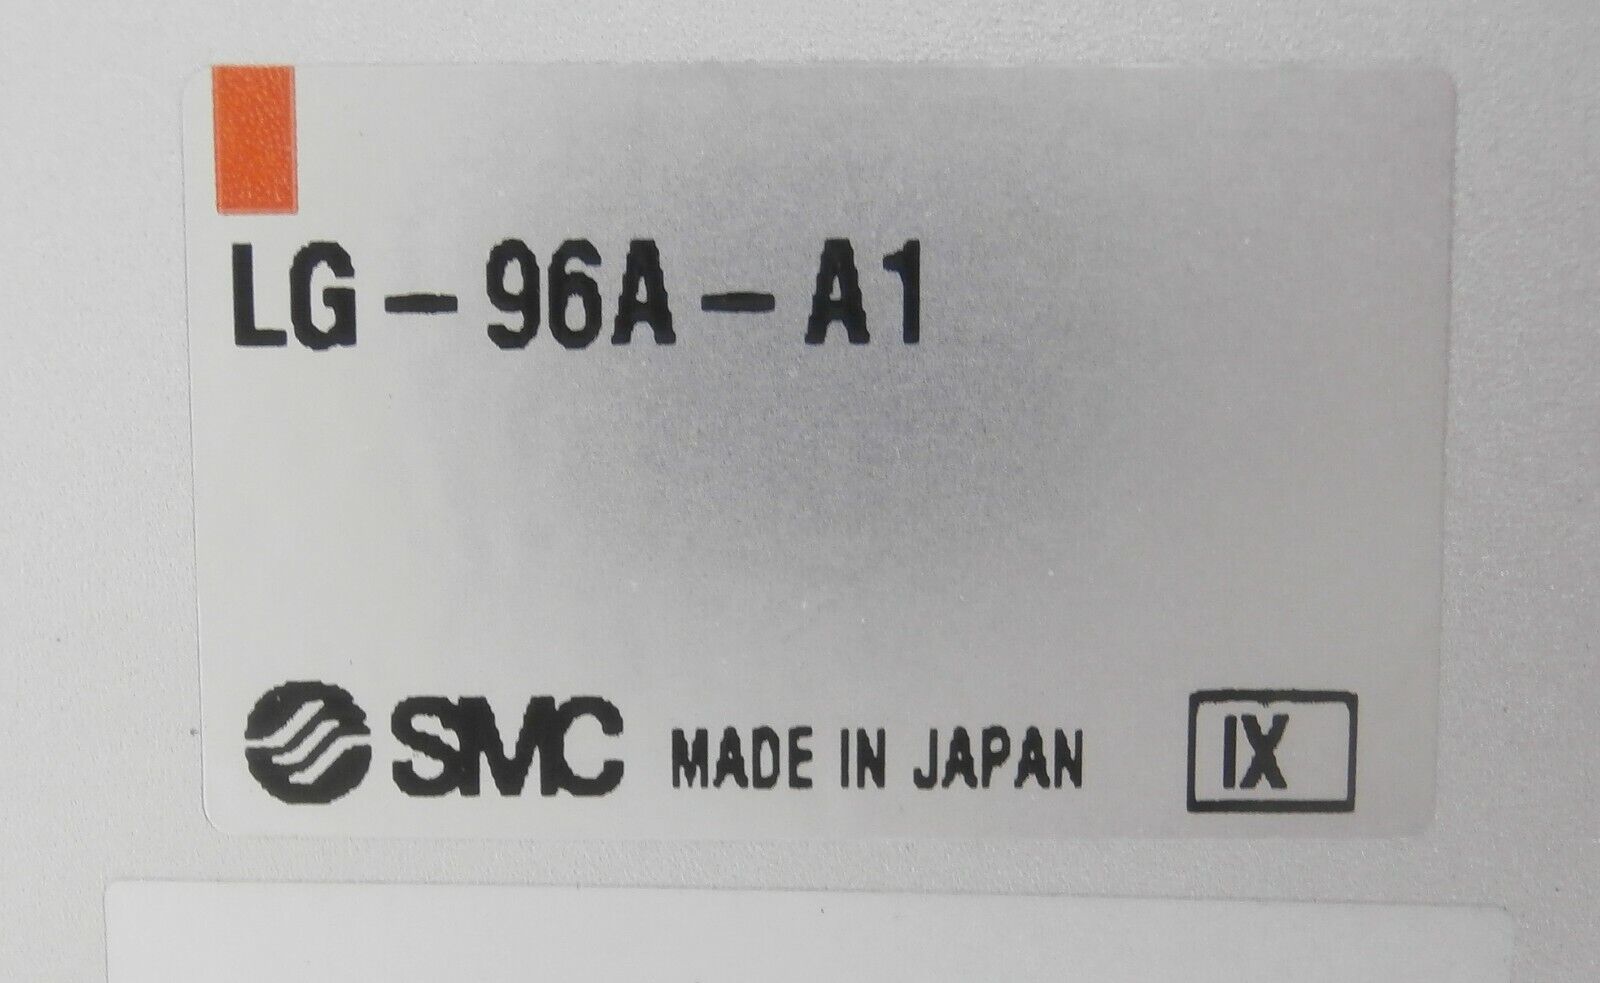 LG-96A-A1
SMC MADE IN JAPAN IX